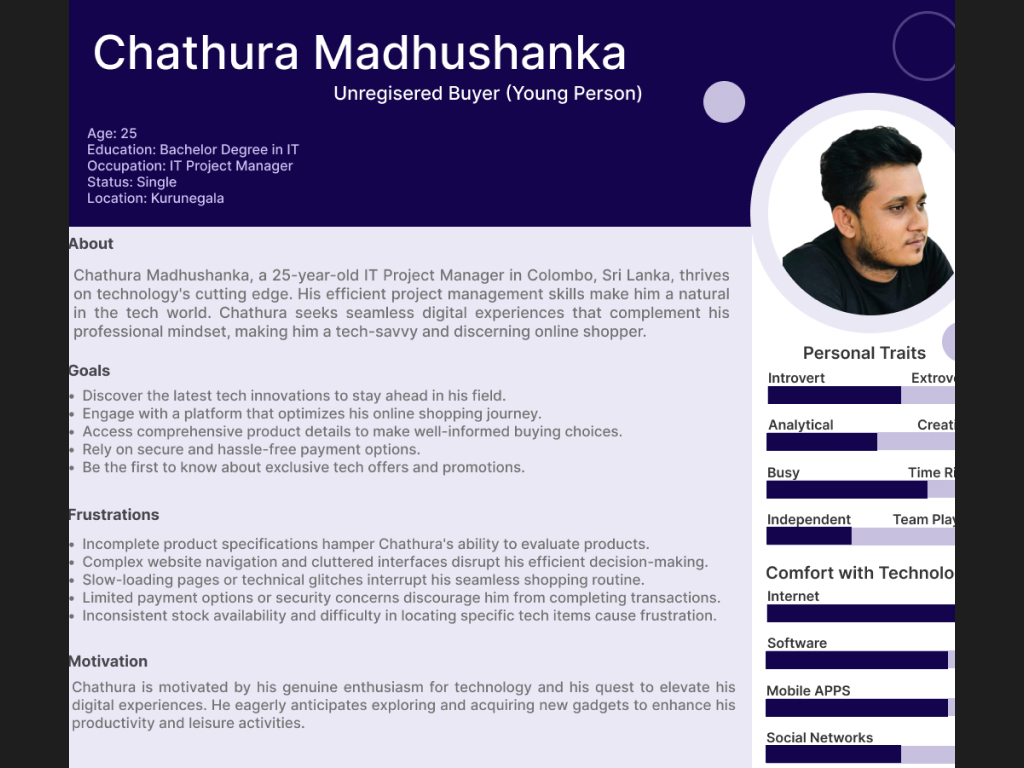 Chathura Madhushanka
Unregisered Buyer (Young Person)
Age: 25
Education: Bachelor Degree in IT
Occupation: IT Project Manager
Status: Single
Location: Kurunegala
About
Chathura Madhushanka, a 25-year-old IT Project Manager in Colombo, Sri Lanka, thrives
on technology's cutting edge. His efficient project management skills make him a natural
in the tech world. Chathura seeks seamless digital experiences that complement his
professional mindset, making him a tech-savvy and discerning online shopper.
Goals
• Discover the latest tech innovations to stay ahead in his field.
• Engage with a platform that optimizes his online shopping journey.
• Access comprehensive product details to make well-informed buying choices.
• Rely on secure and hassle-free payment options.
• Be the first to know about exclusive tech offers and promotions.
Frustrations
• Incomplete product specifications hamper Chathura's ability to evaluate products.
• Complex website navigation and cluttered interfaces disrupt his efficient decision-making.
• Slow-loading pages or technical glitches interrupt his seamless shopping routine.
• Limited payment options or security concerns discourage him from completing transactions.
• Inconsistent stock availability and difficulty in locating specific tech items cause frustration.
Motivation
Chathura is motivated by his genuine enthusiasm for technology and his quest to elevate his
digital experiences. He eagerly anticipates exploring and acquiring new gadgets to enhance his
productivity and leisure activities.
Personal Traits
Introvert Extrove
Analytical Creati
Busy Time Ri
Independent Team Play
Comfort with Technolo
Internet
Software
Mobile APPS
Social Networks